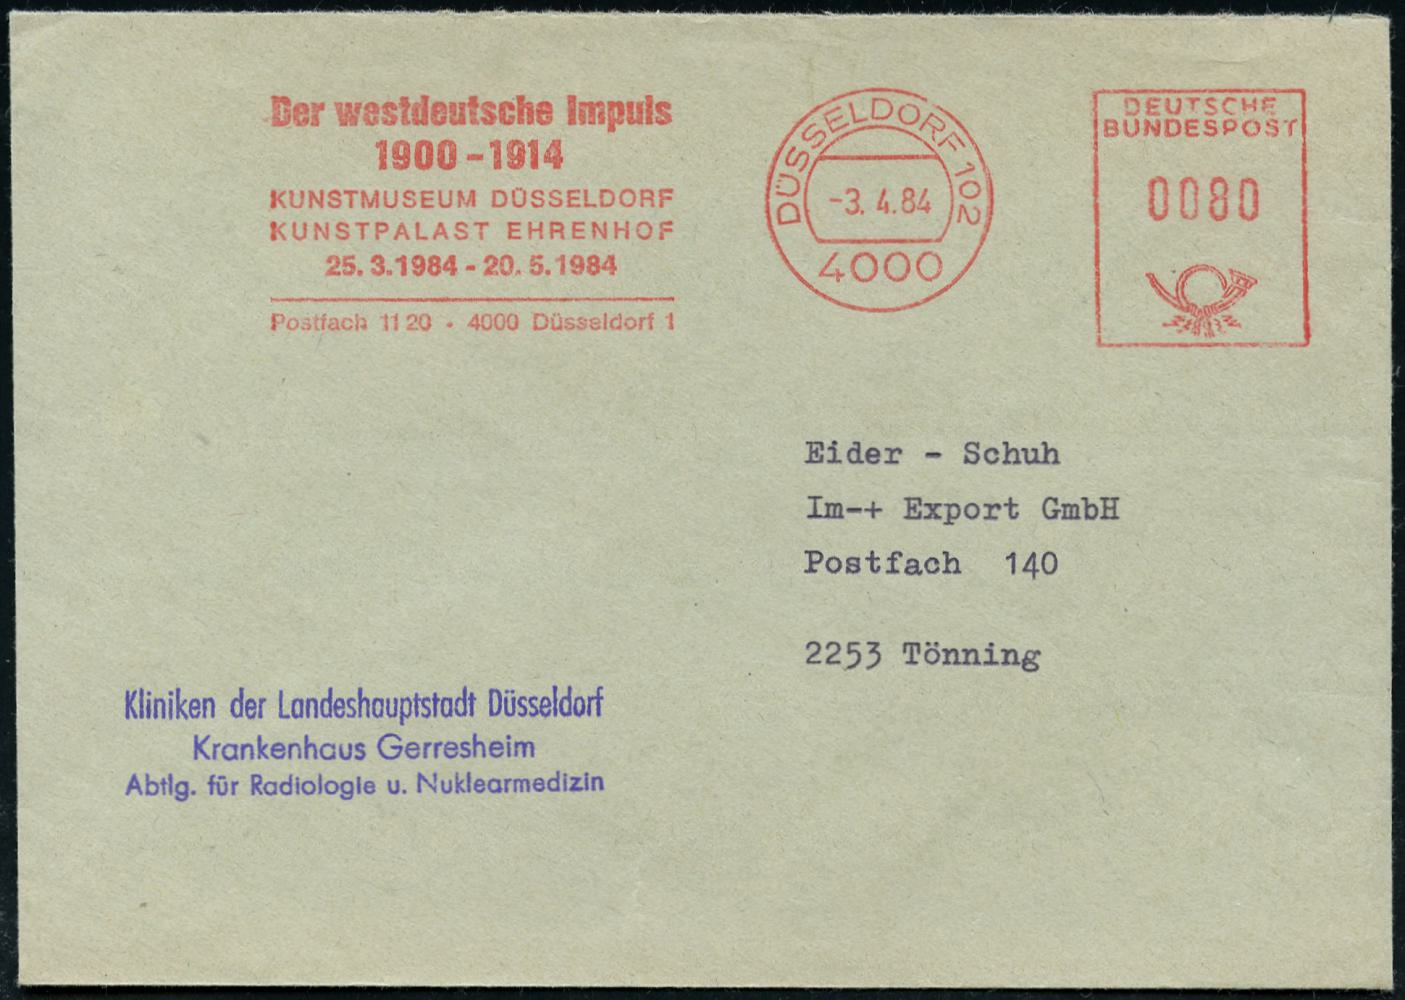 Der westdeutsche Impuls
1900 - 1914
KUNSTMUSEUM DÜSSELDORF
KUNSTPALAST EHRENHOF
25. 3. 1984 - 20. 5. 1984
Postfach 11 20 · 4000 Düsseldorf 1
DÜSSELDORF 102
-3. 4.84
4000
DEUTSCHE
BUNDESPOST
0080
Eider - Schuh
Im-+ Export GmbH
Postfach 140
2253 Tönning
Kliniken der Landeshauptstadt Düsseldorf
Krankenhaus Gerresheim
Abtlg. für Radiologie u. Nuklearmedizin